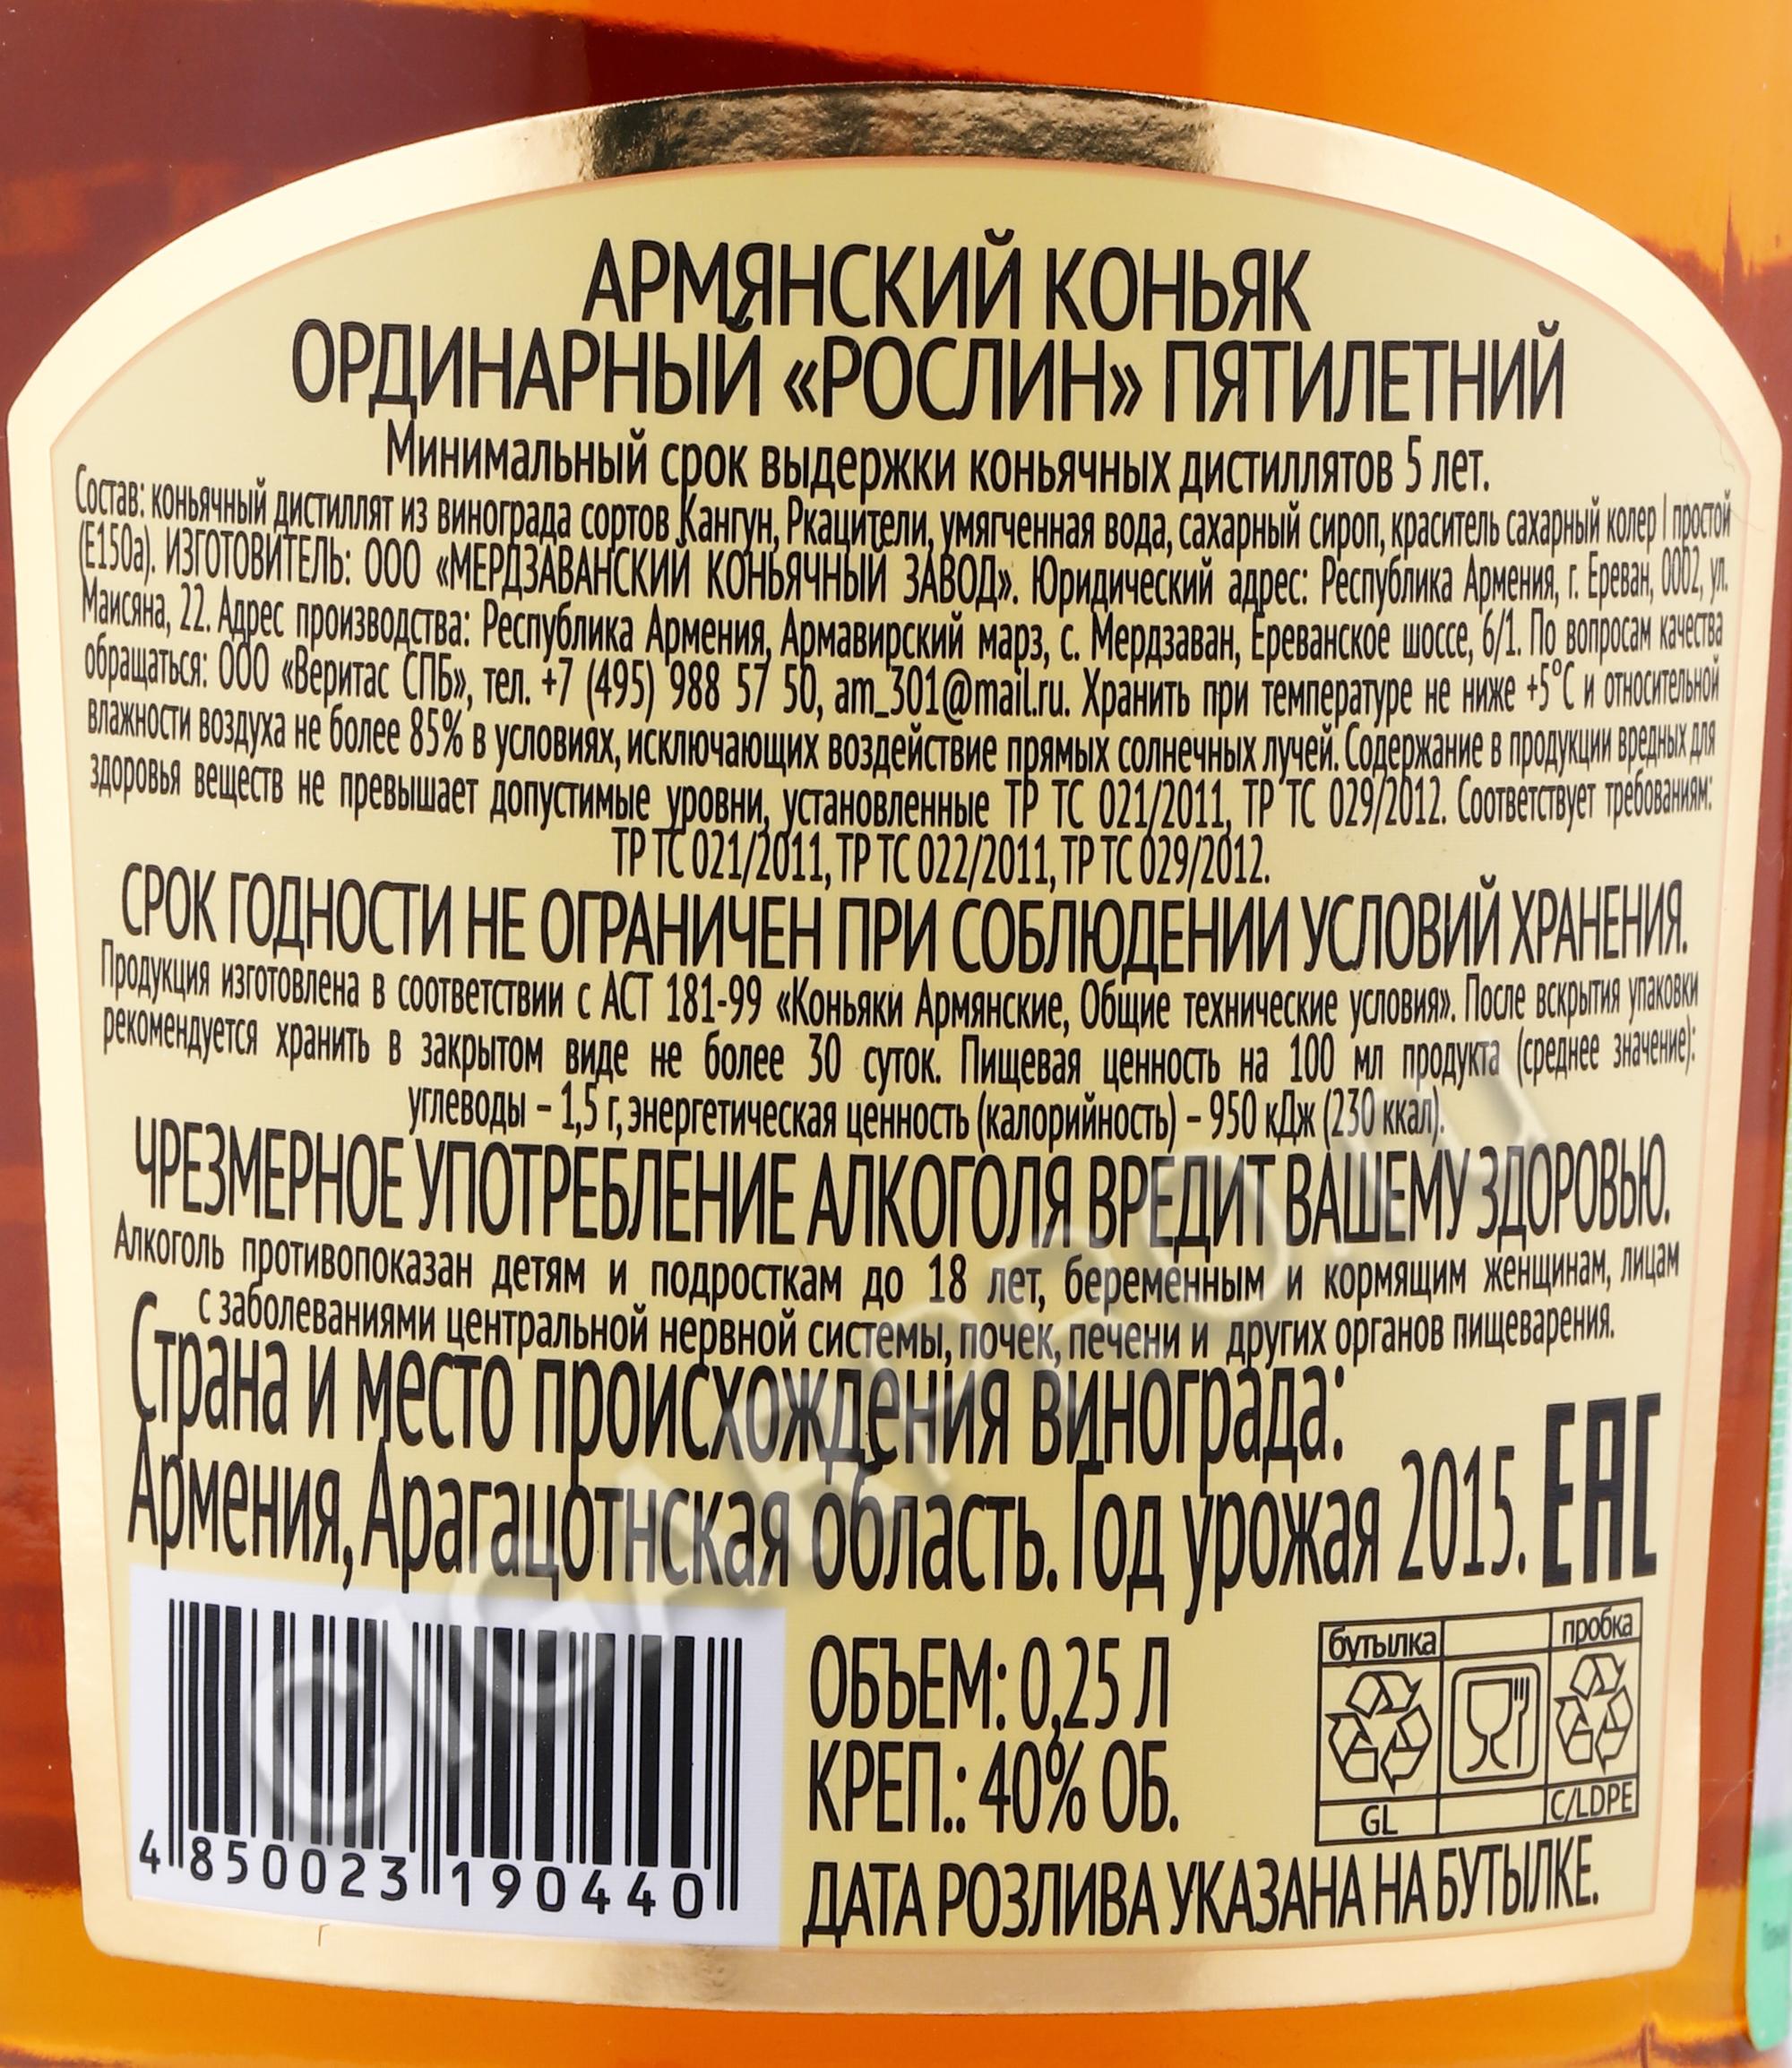 АРМЯНСКИЙ КОНЬЯК
ОРДИНАРНЫЙ «РОСЛИН» ПЯТИЛЕТНИЙ
Минимальный срок выдержки коньячных дистиллятов 5 лет.
Состав: коньячный дистиллят из винограда сортов Кангун, Ркацители, умягченная вода, сахарный сироп, краситель сахарный колер I простой
(Е150а). ИЗГОТОВИТЕЛЬ: ООО «МЕРДЗАВАНСКИЙ КОНЬЯЧНЫЙ ЗАВОД». Юридический адрес: Республика Армения, г. Ереван, 0002, ул.
Маисяна, 22. Адрес производства: Республика Армения, Армавирский марз, с. Мердзаван, Ереванское шоссе, 6/1. По вопросам качества
обращаться: ООО «Веритас СПБ», тел. +7 (495) 988 57 50, am_301@mail.ru. Хранить при температуре не ниже +5°С и относительной
влажности воздуха не более 85% в условиях, исключающих воздействие прямых солнечных лучей. Содержание в продукции вредных для
здоровья веществ не превышает допустимые уровни, установленные ТР ТС 021/2011, ТР ТС 029/2012. Соответствует требованиям:
ТР ТС 021/2011, ТР ТС 022/2011, ТР ТС 029/2012.
СРОК ГОДНОСТИ НЕ ОГРАНИЧЕН ПРИ СОБЛЮДЕНИИ УСЛОВИЙ ХРАНЕНИЯ.
Продукция изготовлена в соответствии с АСТ 181-99 «Коньяки Армянские, Общие технические условия». После вскрытия упаковки
рекомендуется хранить в закрытом виде не более 30 суток. Пищевая ценность на 100 мл продукта (среднее значение):
углеводы – 1,5 г, энергетическая ценность (калорийность) – 950 кДж (230 ккал).
ЧРЕЗМЕРНОЕ УПОТРЕБЛЕНИЕ АЛКОГОЛЯ ВРЕДИТ ВАШЕМУ ЗДОРОВЬЮ.
Алкоголь противопоказан детям и подросткам до 18 лет, беременным и кормящим женщинам, лицам
с заболеваниями центральной нервной системы, почек, печени и других органов пищеварения.
Страна и место происхождения винограда:
Армения, Арагацотнская область. Год урожая 2015. ЕАС
4 850023 190440
ОБЪЕМ: 0,25 Л
КРЕП.: 40% ОБ.
ДАТА РОЗЛИВА УКАЗАНА НА БУТЫЛКЕ.
бутылка
пробка
GL
C/LDPE
CIGARPRO.ru